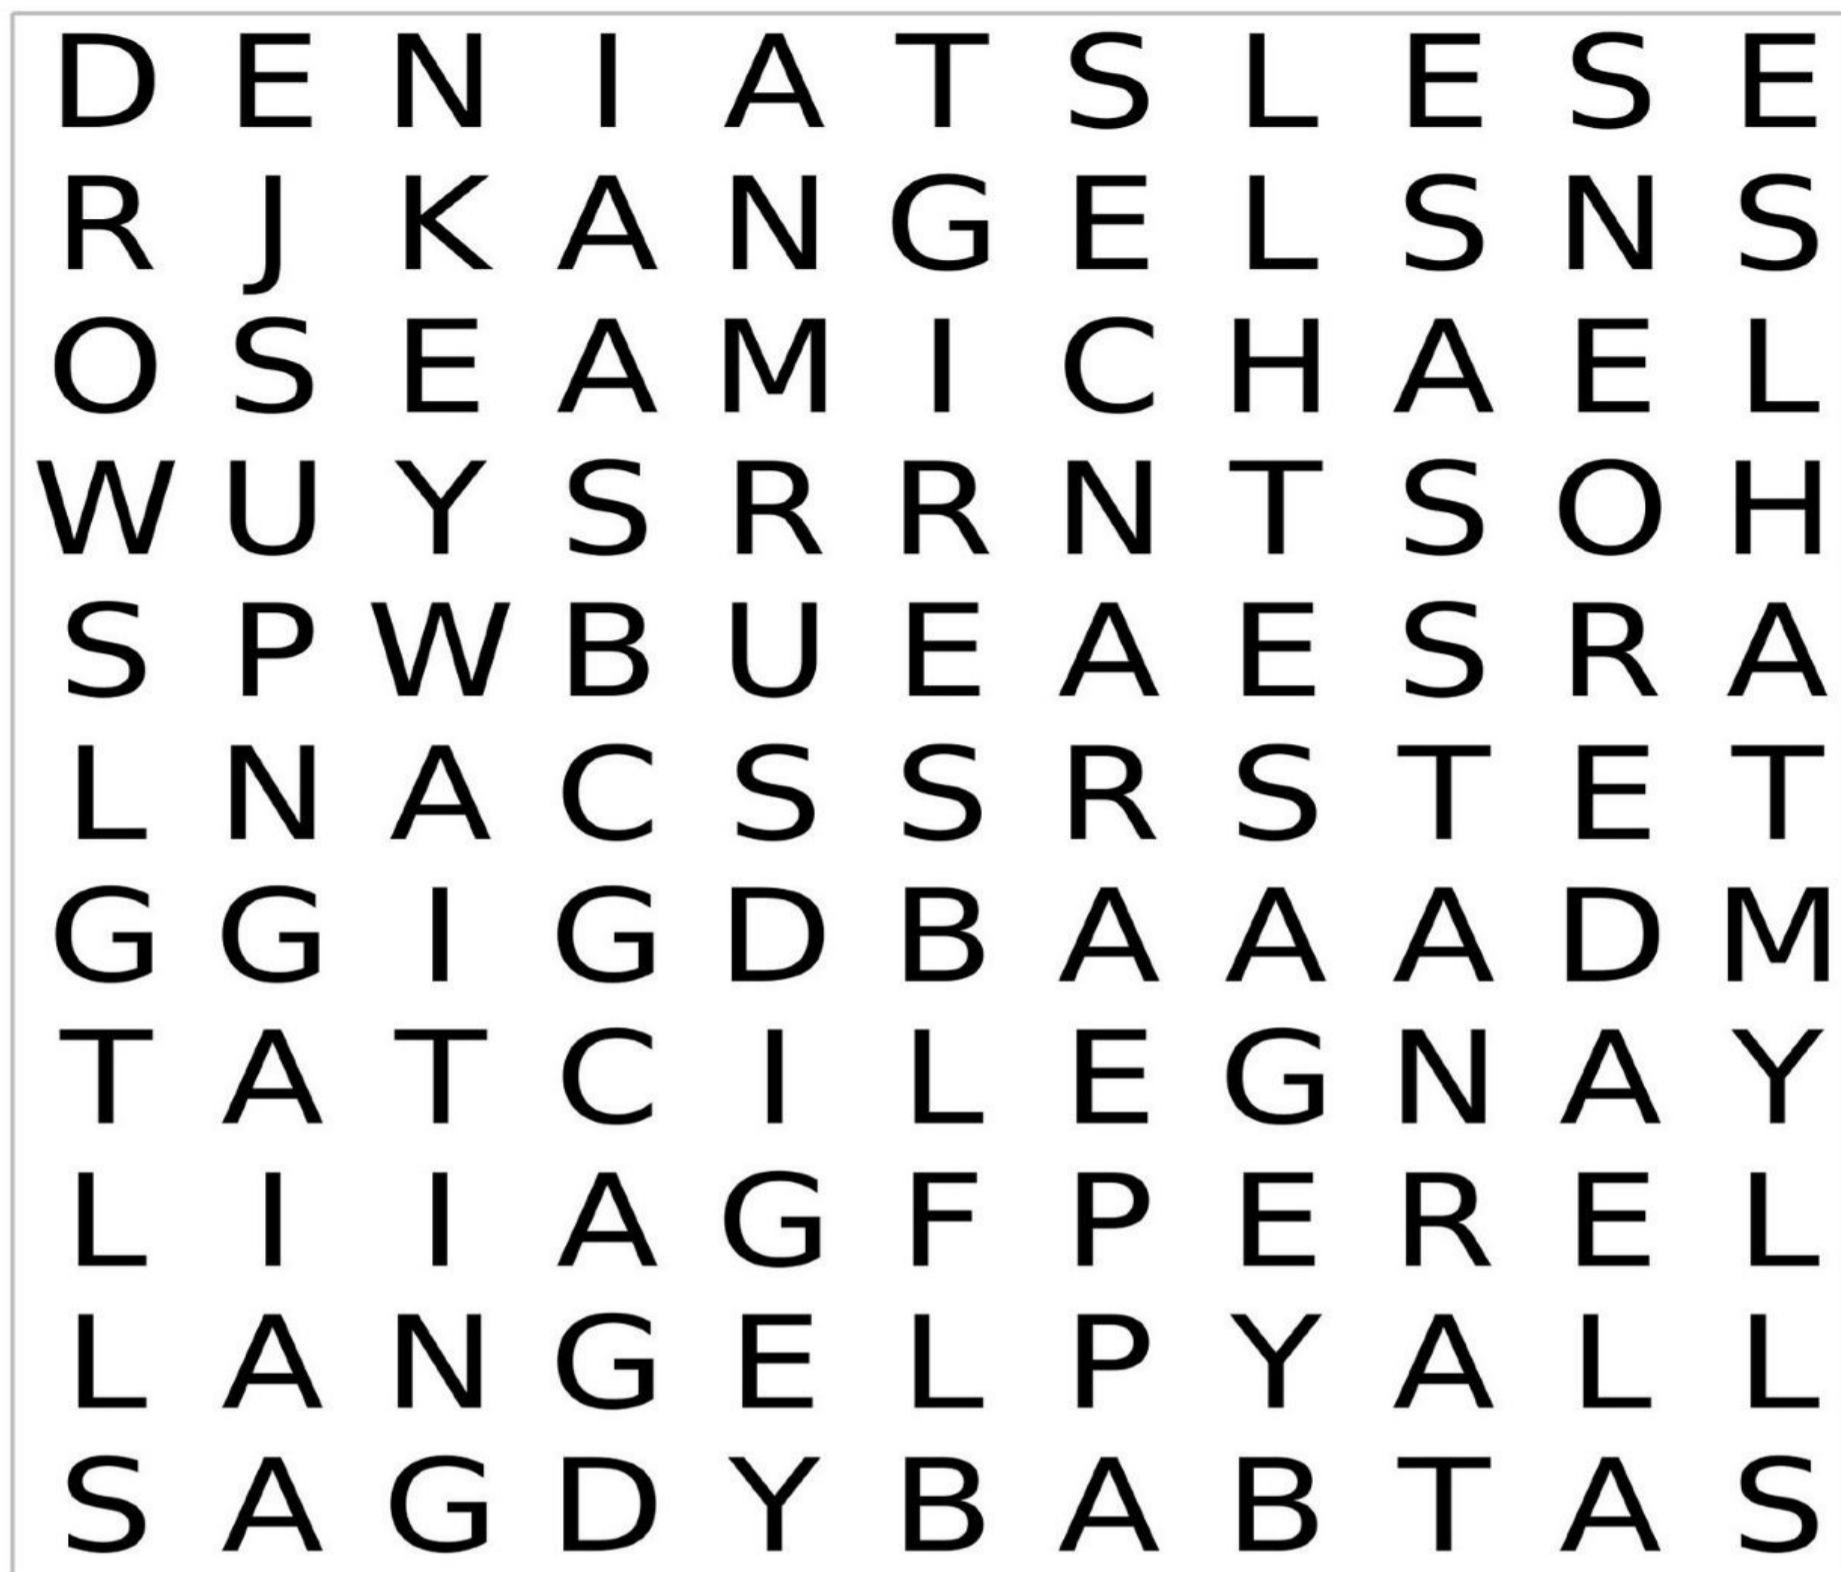 D E N I A T S L E S E
R J K A N G E L S N S
O S E A M I C H A E L
W U Y S R R N T S O H
S P W B U E A E S R A
L N A C S S R S T E T
G G I G D B A A A D M
T A T C I L E G N A Y
L I I A G F P E R E L
L A N G E L P Y A L L
S A G D Y B A B T A S